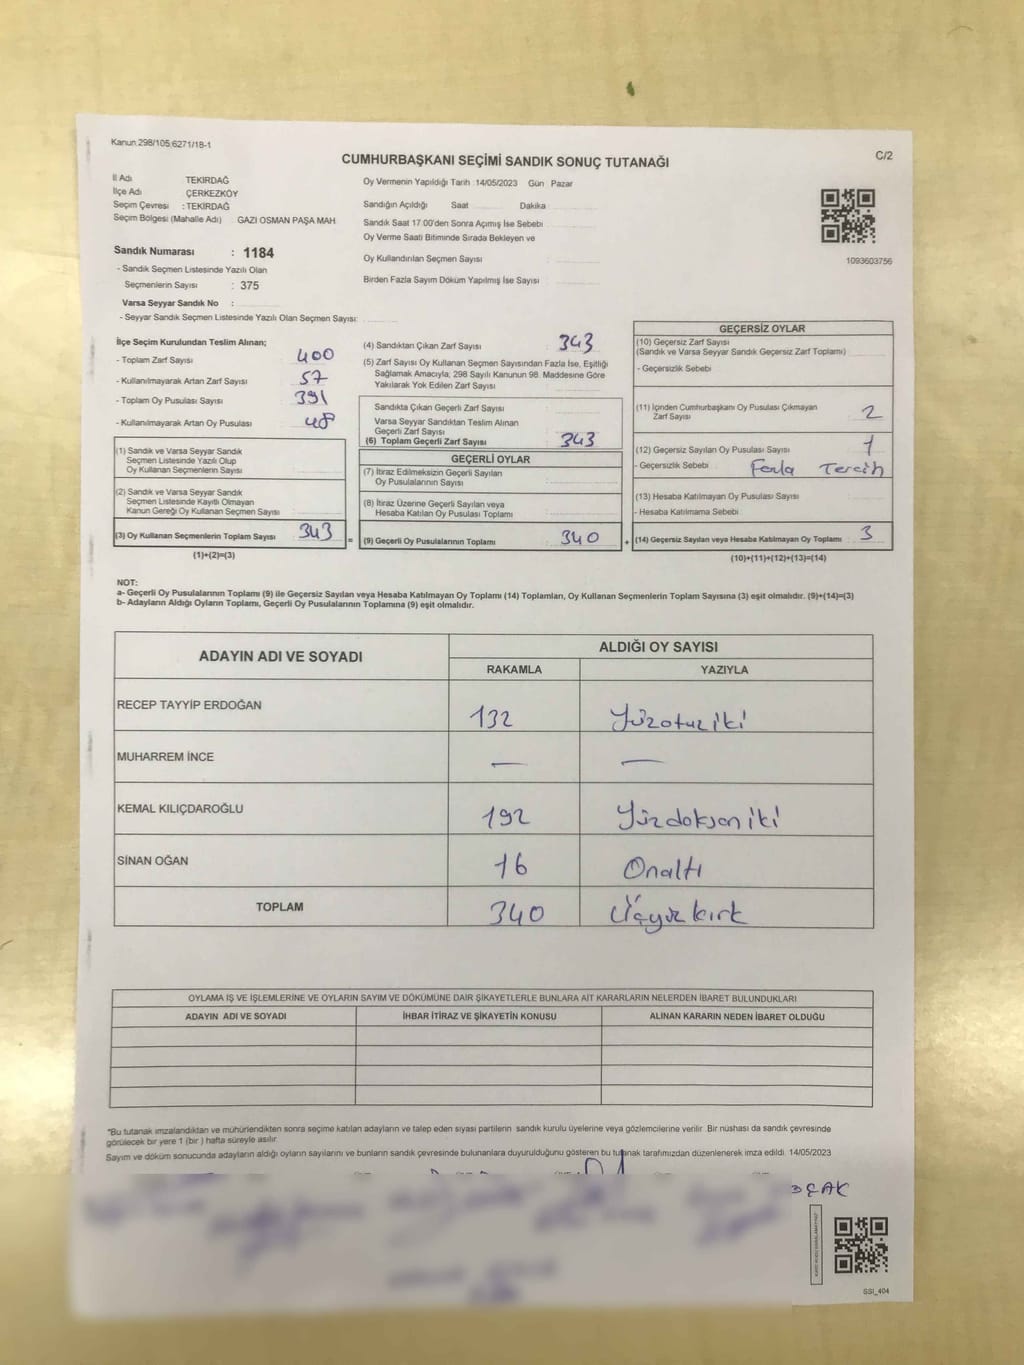 Kanun:298/105;6271/18-1
CUMHURBAŞKANI SEÇİMİ SANDIK SONUÇ TUTANAĞI
C/2
İl Adı TEKİRDAĞ
İlçe Adı ÇERKEZKÖY
Seçim Çevresi : TEKİRDAĞ
Seçim Bölgesi (Mahalle Adı) GAZİ OSMAN PAŞA MAH.
Sandık Numarası : 1184
- Sandık Seçmen Listesinde Yazılı Olan
Seçmenlerin Sayısı : 375
Varsa Seyyar Sandık No :
- Seyyar Sandık Seçmen Listesinde Yazılı Olan Seçmen Sayısı:
Oy Vermenin Yapıldığı Tarih :14/05/2023 Gün Pazar
Sandığın Açıldığı Saat Dakika :
Sandık Saat 17.00'den Sonra Açımış İse Sebebi
Oy Verme Saati Bitiminde Sırada Bekleyen ve
Oy Kullandırılan Seçmen Sayısı :
Birden Fazla Sayım Döküm Yapılmış İse Sayısı :
1093603756
İlçe Seçim Kurulundan Teslim Alınan;
- Toplam Zarf Sayısı : 400
- Kullanılmayarak Artan Zarf Sayısı : 57
- Toplam Oy Pusulası Sayısı : 391
- Kullanılmayarak Artan Oy Pusulası : 48
(1) Sandık ve Varsa Seyyar Sandık
Seçmen Listesinde Yazılı Olup
Oy Kullanan Seçmenlerin Sayısı :
(2) Sandık ve Varsa Seyyar Sandık
Seçmen Listesinde Kayıtlı Olmayan
Kanun Gereği Oy Kullanan Seçmen Sayısı :
(3) Oy Kullanan Seçmenlerin Toplam Sayısı : 343
(1)+(2)=(3)
(4) Sandıktan Çıkan Zarf Sayısı : 343
(5) Zarf Sayısı Oy Kullanan Seçmen Sayısından Fazla İse, Eşitliği
Sağlamak Amacıyla; 298 Sayılı Kanunun 98. Maddesine Göre
Yakılarak Yok Edilen Zarf Sayısı :
Sandıkta Çıkan Geçerli Zarf Sayısı :
Varsa Seyyar Sandıktan Teslim Alınan
Geçerli Zarf Sayısı :
(6) Toplam Geçerli Zarf Sayısı : 343
GEÇERLİ OYLAR
(7) İtiraz Edilmeksizin Geçerli Sayılan
Oy Pusulalarının Sayısı :
(8) İtiraz Üzerine Geçerli Sayılan veya
Hesaba Katılan Oy Pusulası Toplamı :
= (9) Geçerli Oy Pusulalarının Toplamı : 340
GEÇERSİZ OYLAR
(10) Geçersiz Zarf Sayısı
(Sandık ve Varsa Seyyar Sandık Geçersiz Zarf Toplamı) :
- Geçersizlik Sebebi :
(11) İçinden Cumhurbaşkanı Oy Pusulası Çıkmayan
Zarf Sayısı : 2
(12) Geçersiz Sayılan Oy Pusulası Sayısı : 1
- Geçersizlik Sebebi : Fazla Tercih
(13) Hesaba Katılmayan Oy Pusulası Sayısı :
- Hesaba Katılmama Sebebi :
+ (14) Geçersiz Sayılan veya Hesaba Katılmayan Oy Toplamı : 3
(10)+(11)+(12)+(13)=(14)
NOT:
a- Geçerli Oy Pusulalarının Toplamı (9) ile Geçersiz Sayılan veya Hesaba Katılmayan Oy Toplamı (14) Toplamları, Oy Kullanan Seçmenlerin Toplam Sayısına (3) eşit olmalıdır. (9)+(14)=(3)
b- Adayların Aldığı Oyların Toplamı, Geçerli Oy Pusulalarının Toplamına (9) eşit olmalıdır.
ADAYIN ADI VE SOYADI ALDIĞI OY SAYISI
RAKAMLA YAZIYLA
RECEP TAYYİP ERDOĞAN 132 Yüzotuziki
MUHARREM İNCE — —
KEMAL KILIÇDAROĞLU 192 Yüzdoksaniki
SİNAN OĞAN 16 Onaltı
TOPLAM 340 Üçyüzkırk
OYLAMA İŞ VE İŞLEMLERİNE VE OYLARIN SAYIM VE DÖKÜMÜNE DAİR ŞİKAYETLERLE BUNLARA AİT KARARLARIN NELERDEN İBARET BULUNDUKLARI
ADAYIN ADI VE SOYADI İHBAR İTİRAZ VE ŞİKAYETİN KONUSU ALINAN KARARIN NEDEN İBARET OLDUĞU
*Bu tutanak imzalandıktan ve mühürlendikten sonra seçime katılan adayların ve talep eden siyasi partilerin sandık kurulu üyelerine veya gözlemcilerine verilir. Bir nüshası da sandık çevresinde
görülecek bir yere 1 (bir ) hafta süreyle asılır.
Sayım ve döküm sonucunda adayların aldığı oyların sayılarını ve bunların sandık çevresinde bulunanlara duyurulduğunu gösteren bu tutanak tarafımızdan düzenlenerek imza edildi. 14/05/2023
SSİ_404